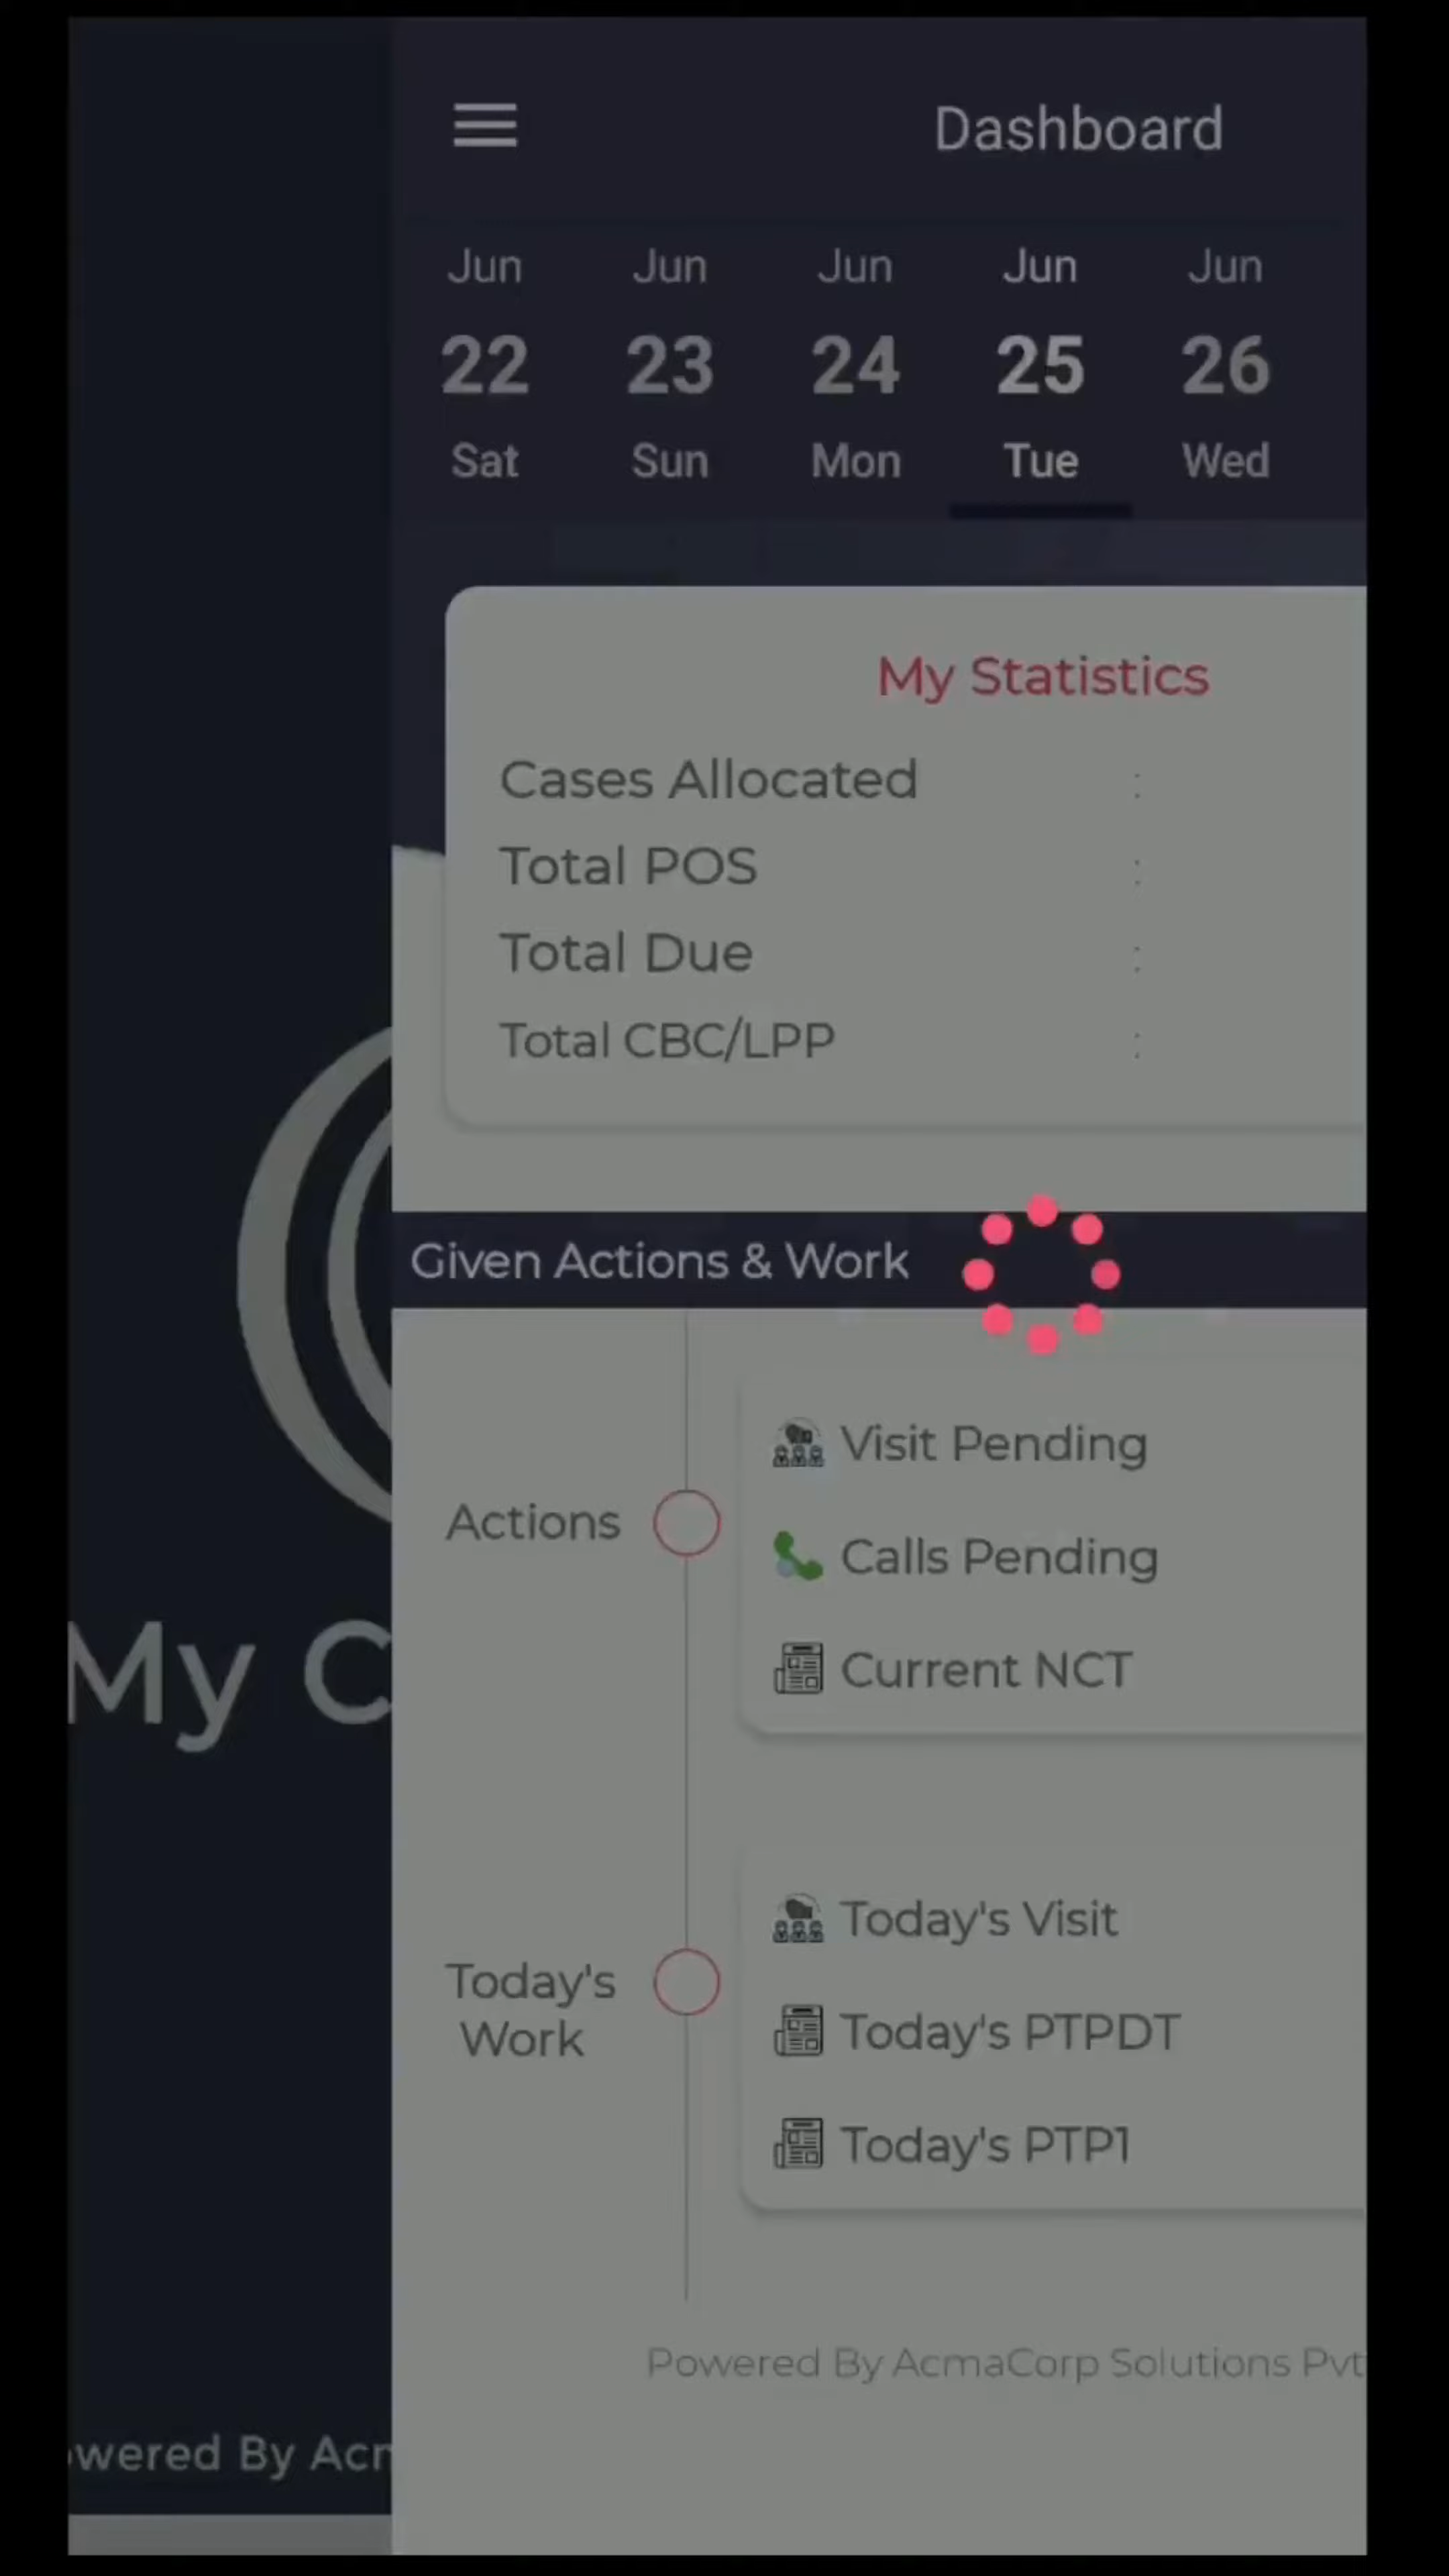 Dashboard
Jun Jun Jun Jun Jun
22 23 24 25 26
Sat Sun Mon Tue Wed
My Statistics
Cases Allocated :
Total POS :
Total Due :
Total CBC/LPP :
Given Actions & Work
Visit Pending
Actions
Calls Pending
Current NCT
My C
Today's Visit
Today's
Work
Today's PTPDT
Today's PTP1
Powered By AcmaCorp Solutions Pvt
wered By Acm